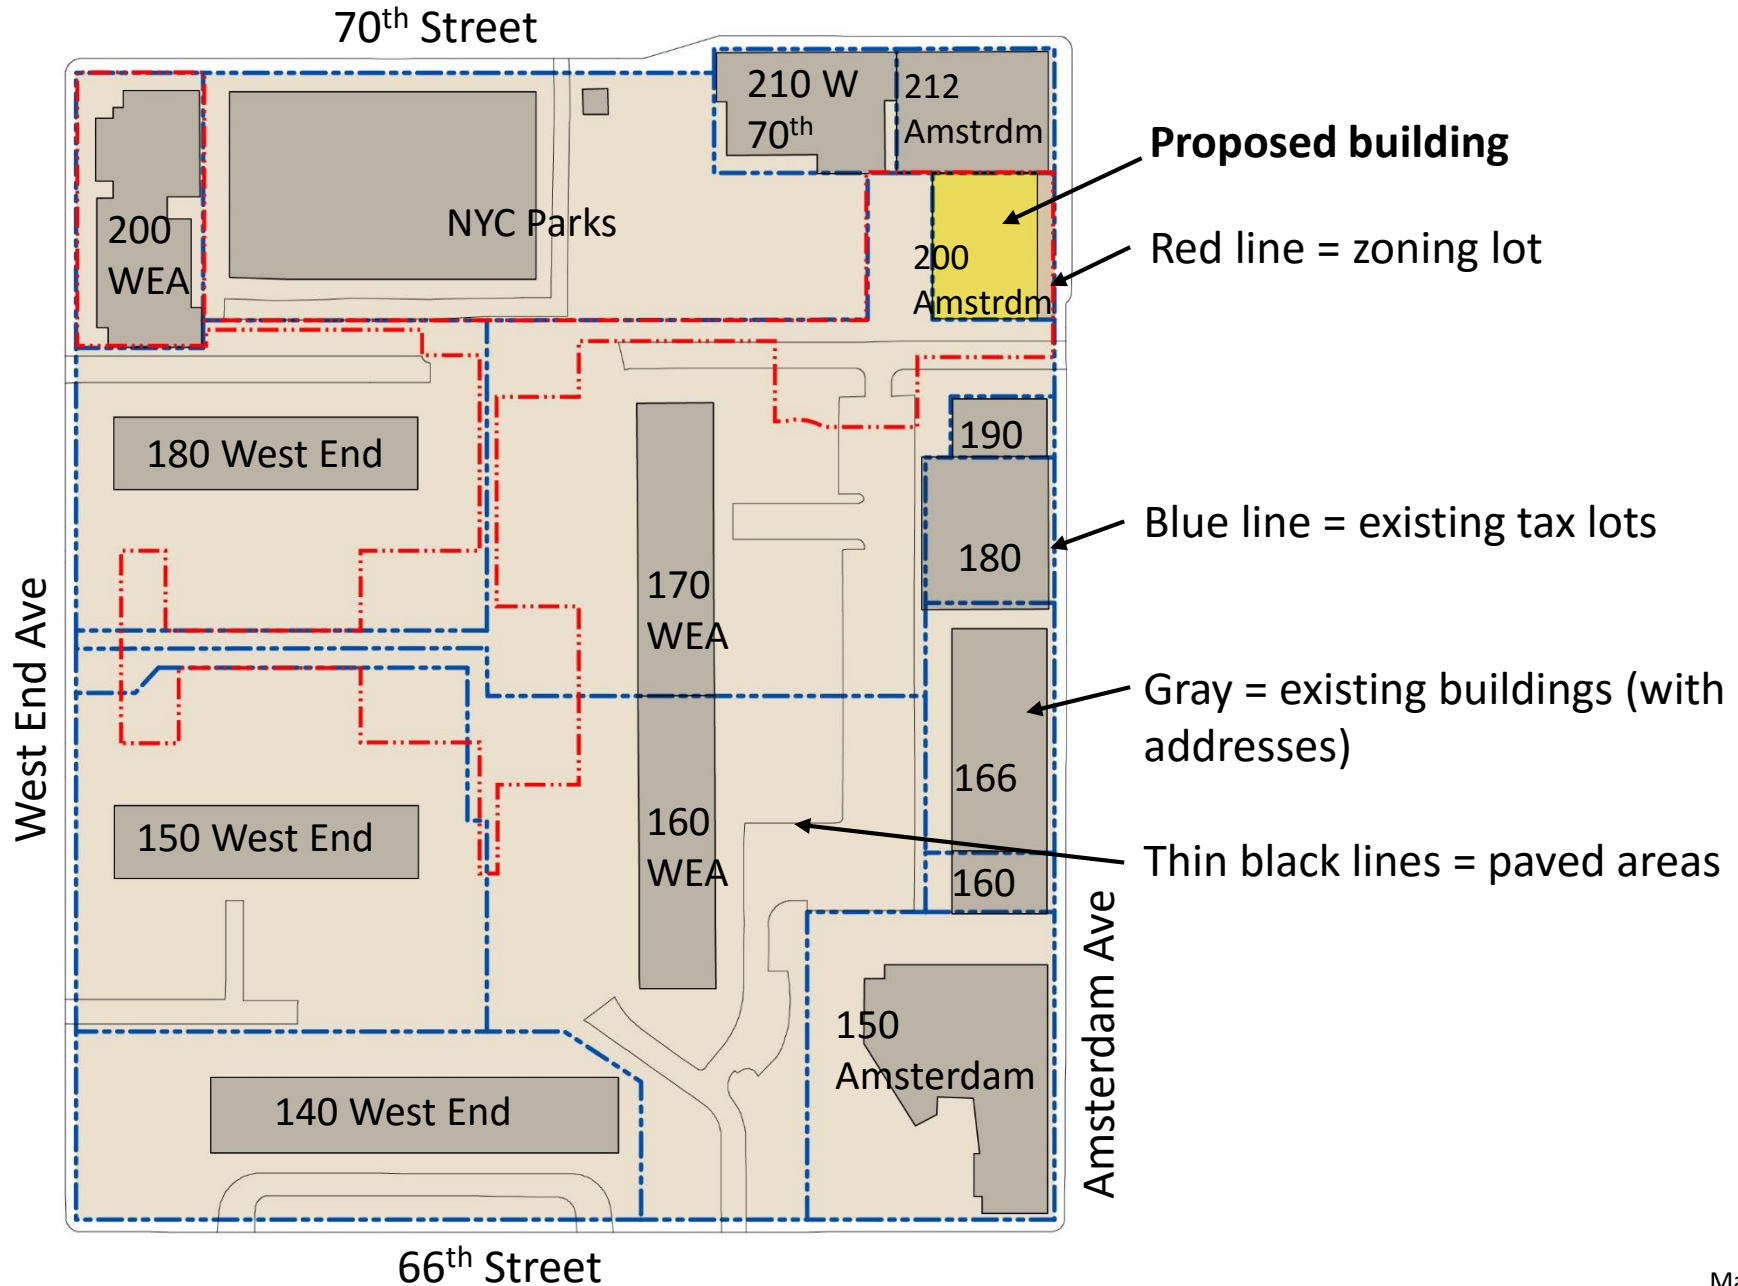 70th Street
210 W
70th
212
Amstrdm
Proposed building
NYC Parks
200
WEA
Red line = zoning lot
200
Amstrdm
180 West End
190
Blue line = existing tax lots
180
170
WEA
West End Ave
Gray = existing buildings (with
addresses)
166
150 West End
160
WEA
Thin black lines = paved areas
160
Amsterdam Ave
150
Amsterdam
140 West End
66th Street